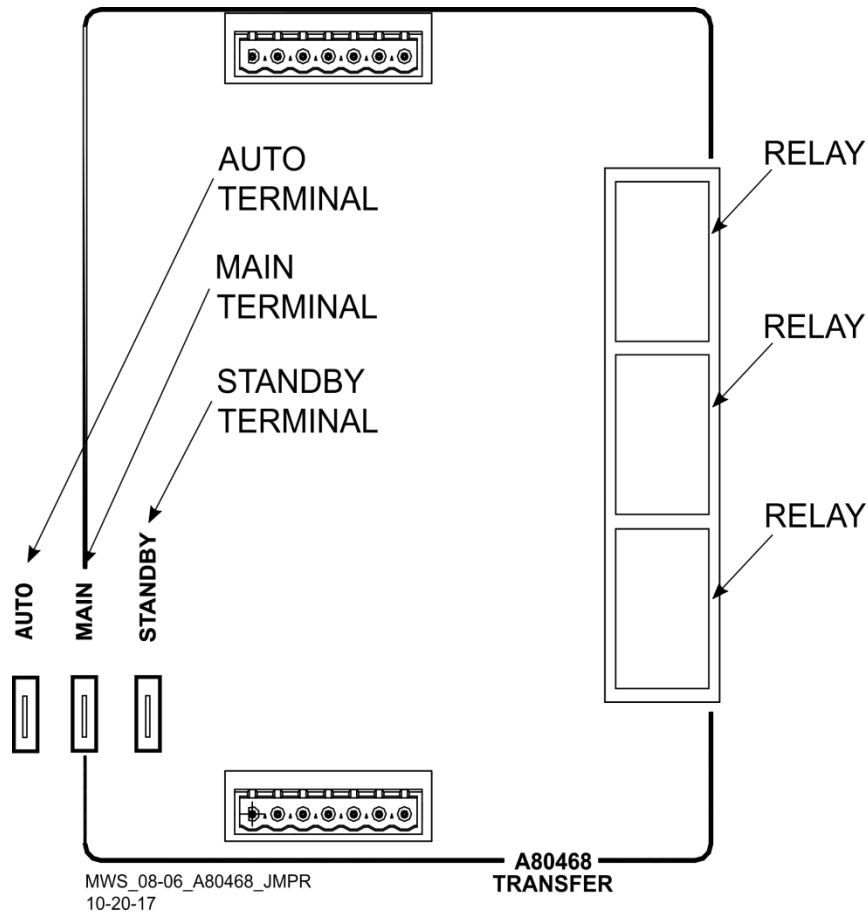 AUTO
TERMINAL
MAIN
TERMINAL
STANDBY
TERMINAL
RELAY
RELAY
RELAY
AUTO
MAIN
STANDBY
A80468
TRANSFER
MWS_08-06_A80468_JMPR
10-20-17